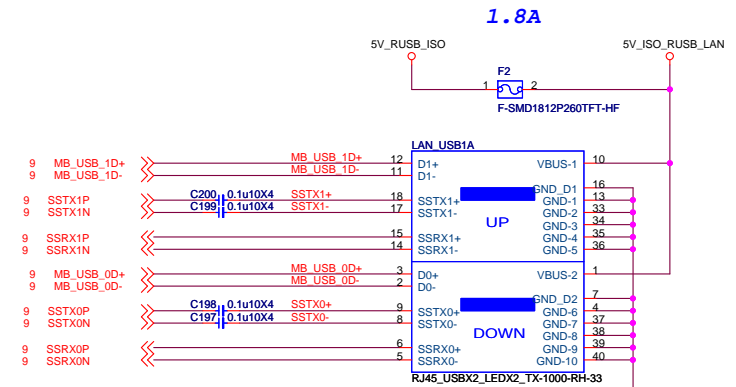 1.8A
5V_RUSB_ISO 5V_ISO_RUSB_LAN
F2
1 2
F-SMD1812P260TFT-HF
LAN_USB1A
9 MB_USB_1D+ MB_USB_1D+ 12 D1+ VBUS-1 10
9 MB_USB_1D- MB_USB_1D- 11 D1-
GND_D1 16
9 SSTX1P C200 0.1u10X4 SSTX1+ 18 SSTX1+ GND-1 13
9 SSTX1N C199 0.1u10X4 SSTX1- 17 SSTX1- GND-2 33
UP GND-3 34
9 SSRX1P 15 SSRX1+ GND-4 35
9 SSRX1N 14 SSRX1- GND-5 36
9 MB_USB_0D+ MB_USB_0D+ 3 D0+ VBUS-2 1
9 MB_USB_0D- MB_USB_0D- 2 D0-
GND_D2 7
9 SSTX0P C198 0.1u10X4 SSTX0+ 9 SSTX0+ GND-6 4
9 SSTX0N C197 0.1u10X4 SSTX0- 8 SSTX0- GND-7 37
DOWN GND-8 38
9 SSRX0P 6 SSRX0+ GND-9 39
9 SSRX0N 5 SSRX0- GND-10 40
RJ45_USBX2_LEDX2_TX-1000-RH-33